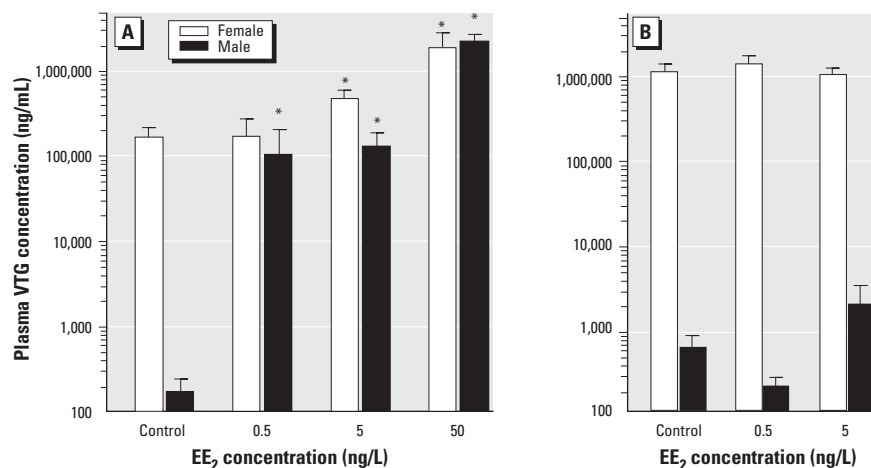 A
Female
Male
B
Plasma VTG concentration (ng/mL)
1,000,000
100,000
10,000
1,000
100
* * * * *
Control 0.5 5 50
EE₂ concentration (ng/L)
1,000,000
100,000
10,000
1,000
100
Control 0.5 5
EE₂ concentration (ng/L)